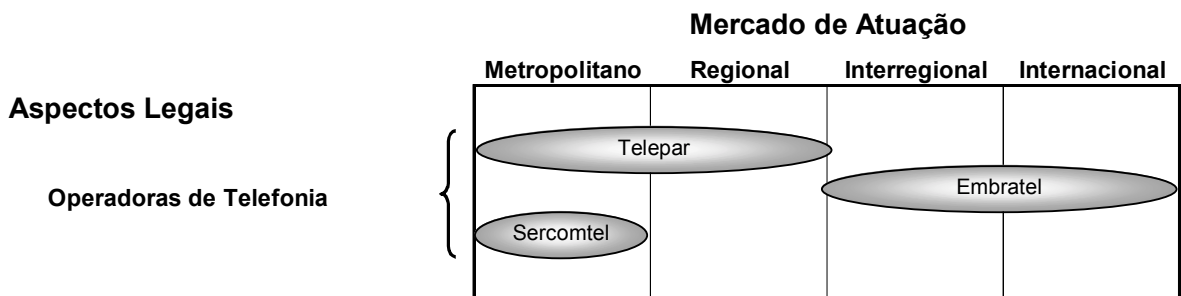 Mercado de Atuação
Metropolitano Regional Interregional Internacional
Aspectos Legais
Telepar
Operadoras de Telefonia
Embratel
Sercomtel